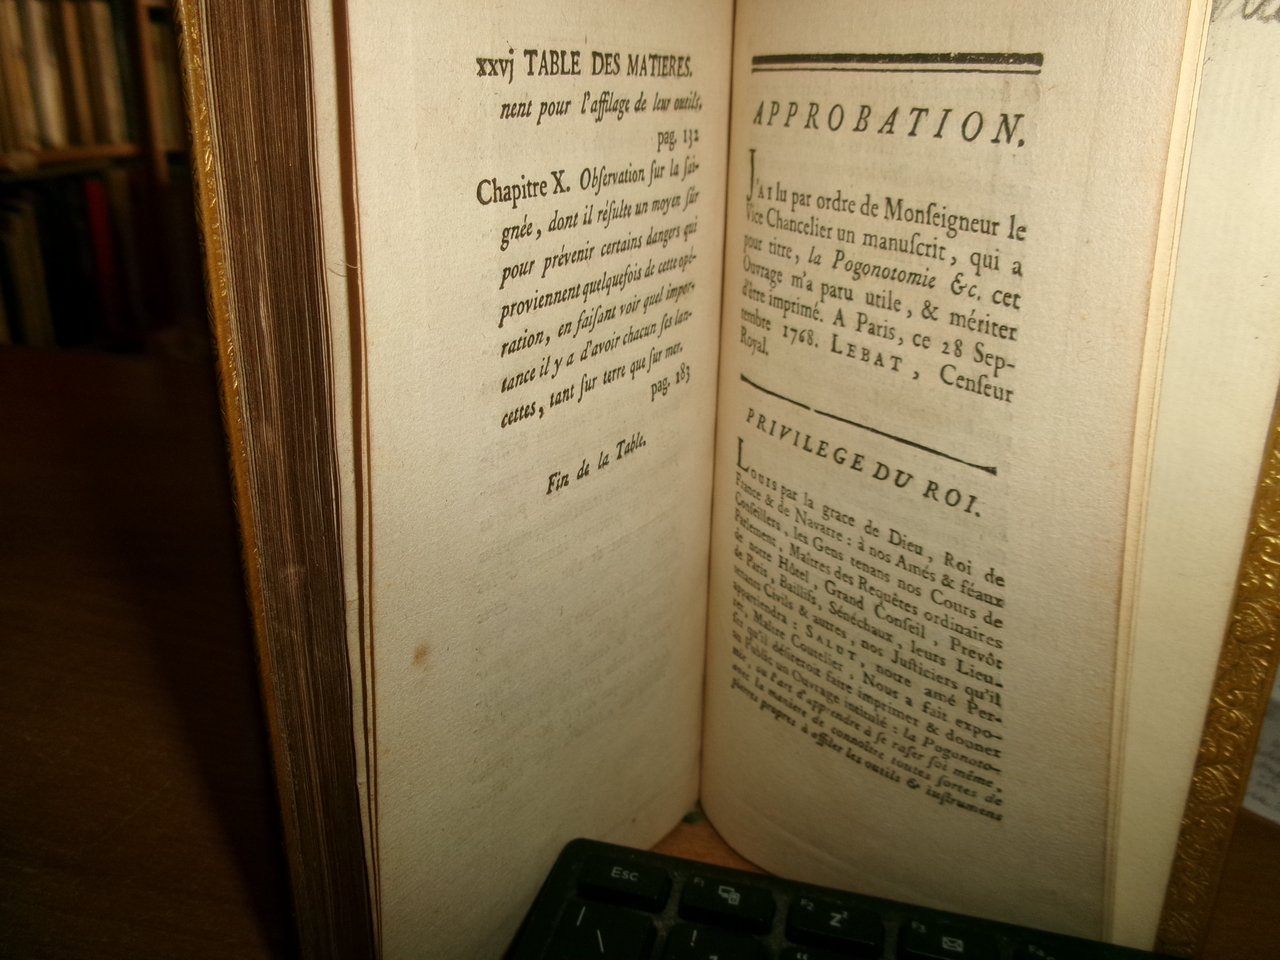 xxvj TABLE DES MATIERES.
nent pour l'affilage de leur outils.
pag. 132
Chapitre X. Obſervation ſur la ſai-
gnée, dont il réſulte un moyen ſûr
pour prévenir certains dangers qui
proviennent quelquefois de cette opé-
ration, en faiſant voir quel impor-
tance il y a d'avoir chacun ſes lan-
cettes, tant ſur terre que ſur mer.
pag. 183
Fin de la Table.
APPROBATION.
J'AI lu par ordre de Monſeigneur le
Vice Chancelier un manuſcrit, qui a
pour titre, la Pogonotomie &c. cet
Ouvrage m'a paru utile, & mériter
d'être imprimé. A Paris, ce 28 Sep-
tembre 1768. LEBAT, Cenſeur
Royal.
PRIVILEGE DU ROI.
LOUIS par la grace de Dieu, Roi de
France & de Navarre : à nos Amés & féaux
Conſeillers, les Gens tenans nos Cours de
Parlement, Maîtres des Requêtes ordinaires
de notre Hôtel, Grand Conſeil, Prevôt
de Paris, Baillifs, Sénéchaux, leurs Lieu-
tenants Civils & autres, nos Juſticiers qu'il
appartiendra : SALUT, notre amé Per-
ret, Maître Coutelier, Nous a fait expo-
ſer qu'il déſireroit faire imprimer & donner
au Public un Ouvrage intitulé : la Pogonoto-
mie, ou l'art d'apprendre à ſe raſer ſoi même,
avec la maniere de connoître toutes ſortes de
pierres propres à affiler les outils & inſtrumens
Esc
F1
F2
Z